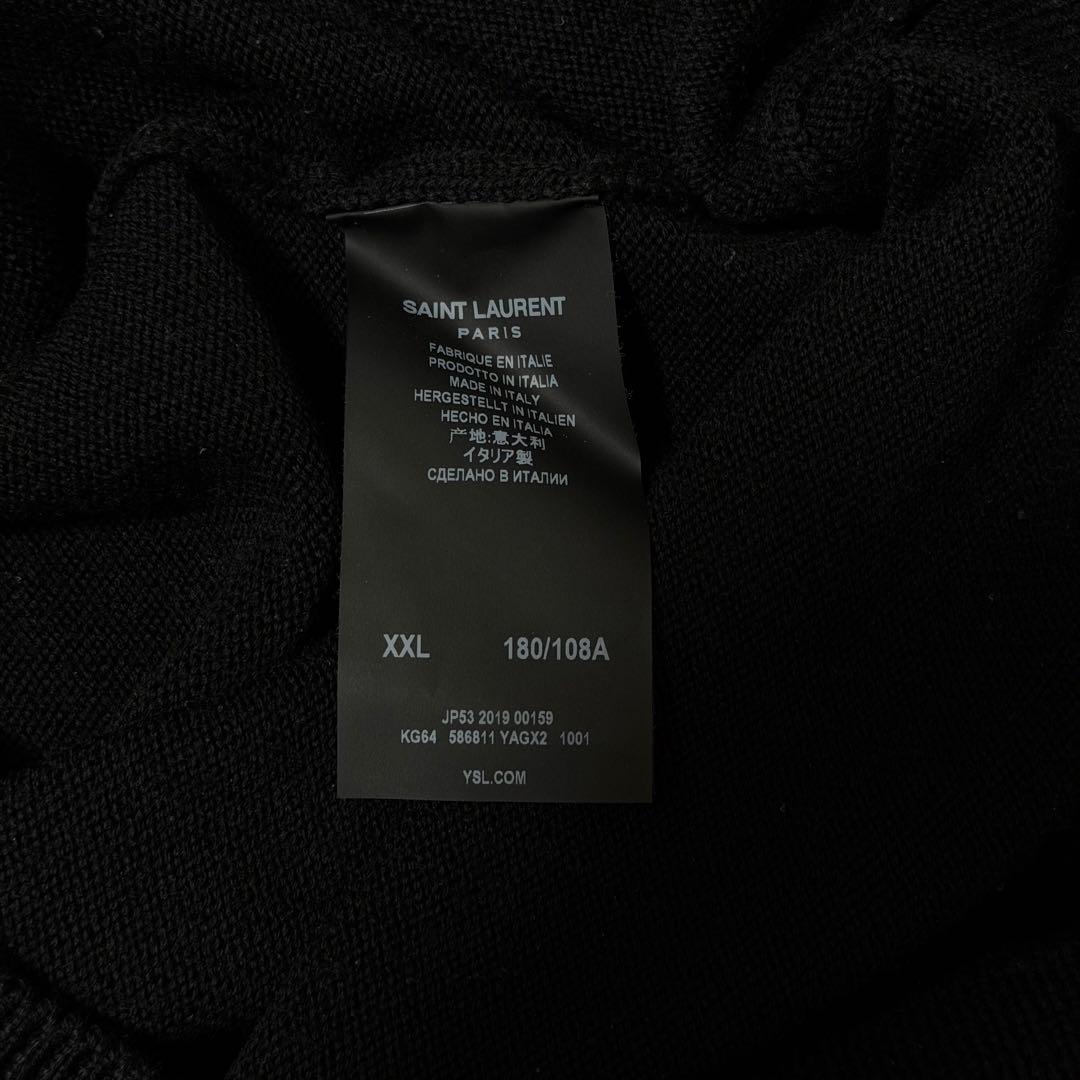 SAINT LAURENT
PARIS
FABRIQUE EN ITALIE
PRODOTTO IN ITALIA
MADE IN ITALY
HERGESTELLT IN ITALIEN
HECHO EN ITALIA
产地:意大利
イタリア製
СДЕЛАНО В ИТАЛИИ
XXL 180/108A
JP53 2019 00159
KG64 586811 YAGX2 1001
YSL.COM